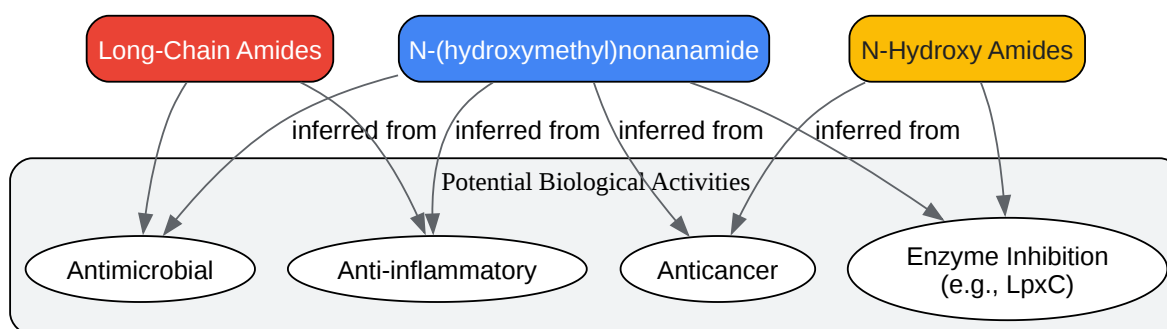 Long-Chain Amides
N-(hydroxymethyl)nonanamide
N-Hydroxy Amides
inferred from
inferred from
inferred from
inferred from
Potential Biological Activities
Antimicrobial
Anti-inflammatory
Anticancer
Enzyme Inhibition
(e.g., LpxC)